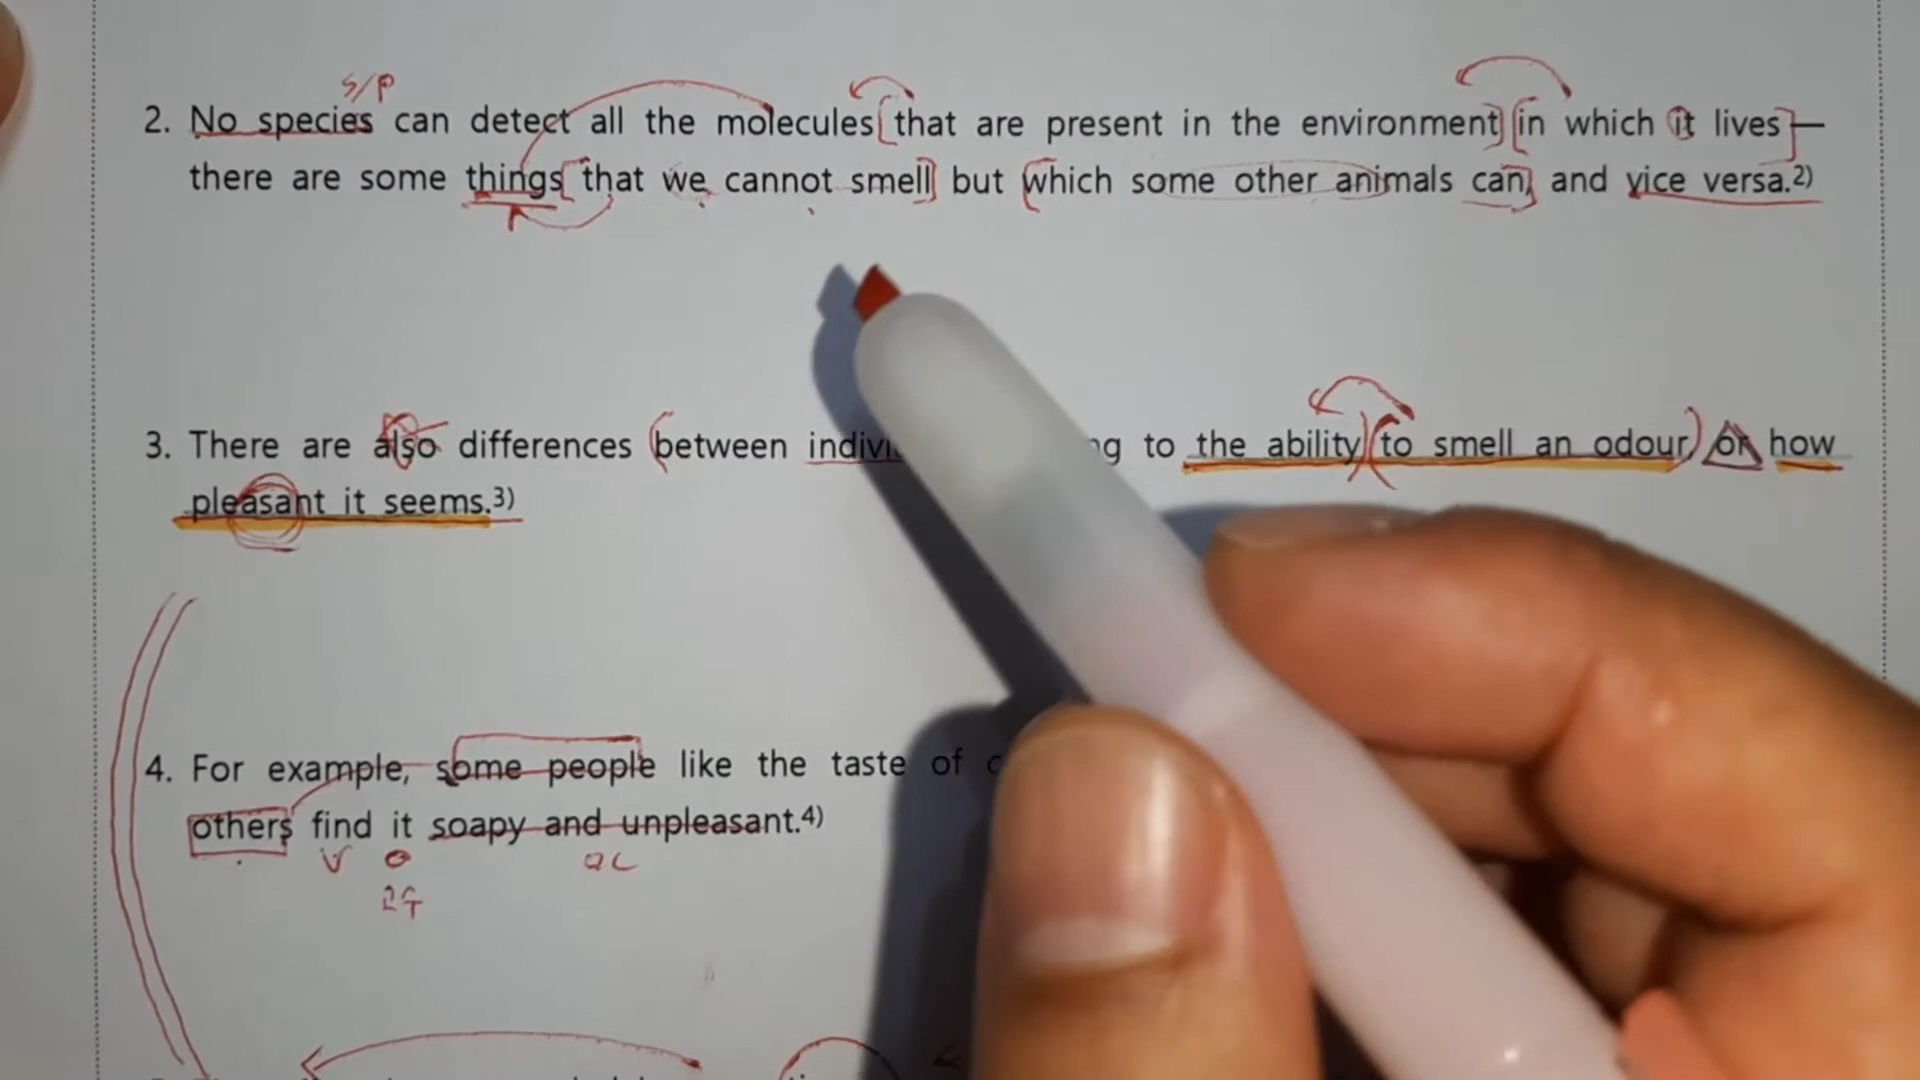 S/P
2. No species can detect all the molecules that are present in the environment in which it lives—
there are some things that we cannot smell but which some other animals can, and vice versa.2)
3. There are also differences between to the ability to smell an odour, or how
pleasant it seems.3)
4. For example, some people like the taste of
others find it soapy and unpleasant.4)
V O OC